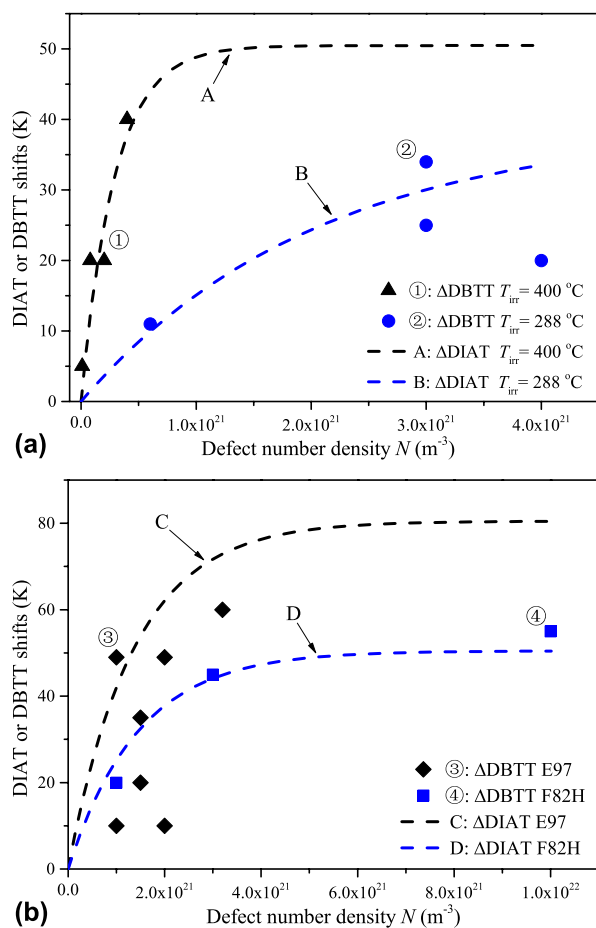 DIAT or DBTT shifts (K)
50
40
30
20
10
0
A
B
①
②
①: ΔDBTT T_irr = 400 °C
②: ΔDBTT T_irr = 288 °C
A: ΔDIAT T_irr = 400 °C
B: ΔDIAT T_irr = 288 °C
0.0 1.0x10^21 2.0x10^21 3.0x10^21 4.0x10^21
(a) Defect number density N (m^-3)
DIAT or DBTT shifts (K)
80
60
40
20
0
C
D
③
④
③: ΔDBTT E97
④: ΔDBTT F82H
C: ΔDIAT E97
D: ΔDIAT F82H
0.0 2.0x10^21 4.0x10^21 6.0x10^21 8.0x10^21 1.0x10^22
(b) Defect number density N (m^-3)